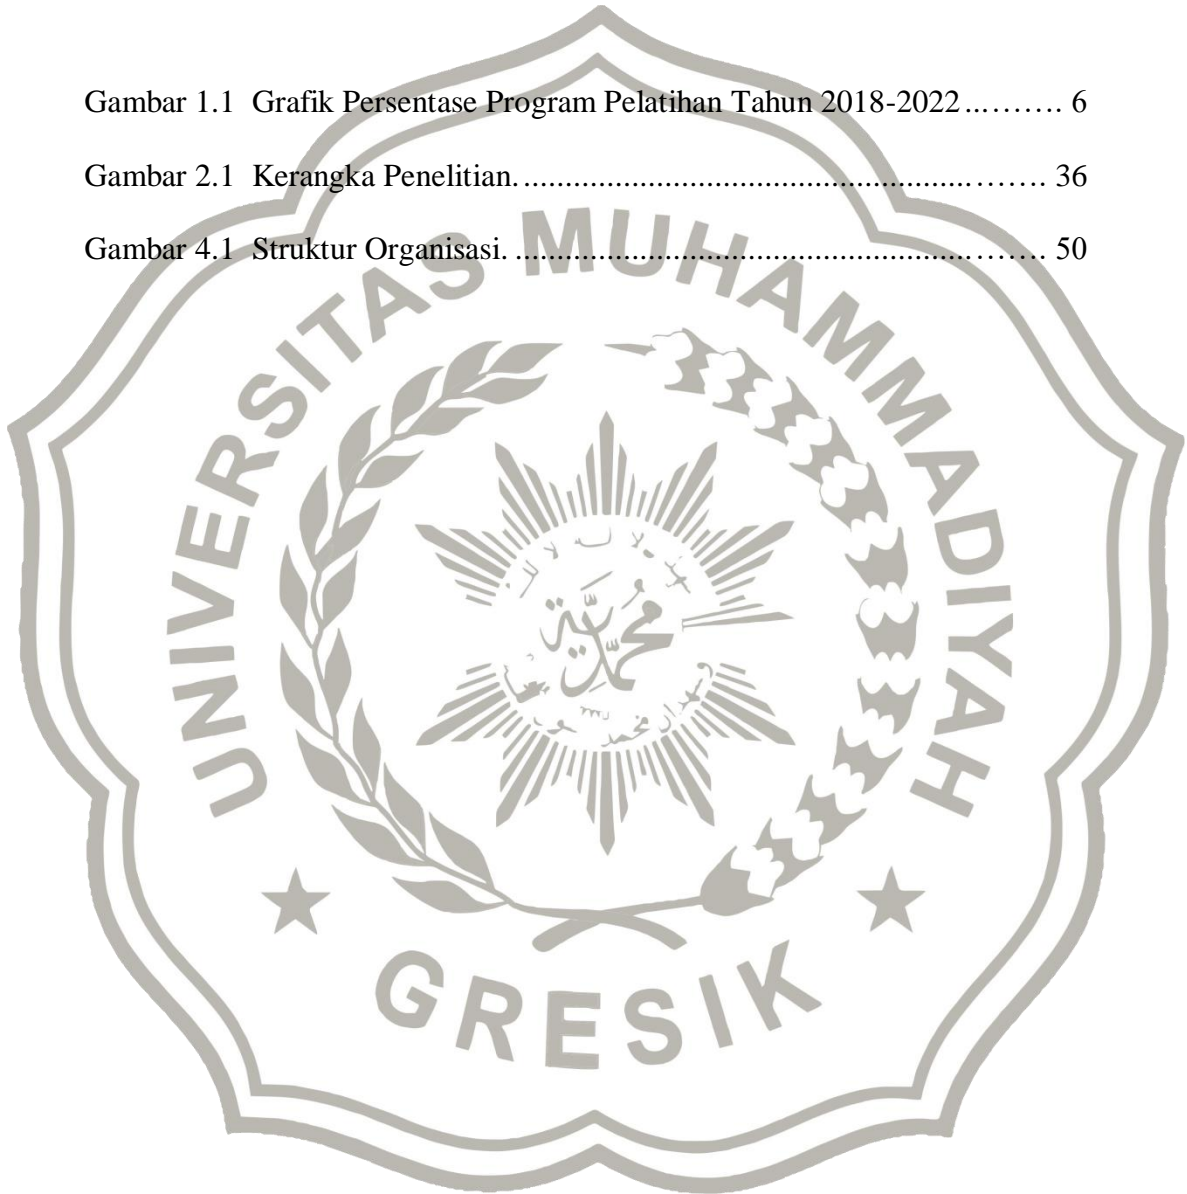 Gambar 1.1  Grafik Persentase Program Pelatihan Tahun 2018-2022.......... 6
Gambar 2.1  Kerangka Penelitian............................................................... 36
Gambar 4.1  Struktur Organisasi. ............................................................... 50
UNIVERSITAS MUHAMMADIYAH
محمدية
GRESIK